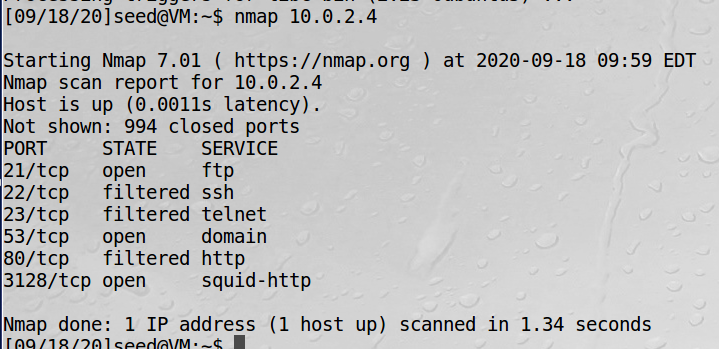 [09/18/20]seed@VM:~$ nmap 10.0.2.4
Starting Nmap 7.01 ( https://nmap.org ) at 2020-09-18 09:59 EDT
Nmap scan report for 10.0.2.4
Host is up (0.0011s latency).
Not shown: 994 closed ports
PORT STATE SERVICE
21/tcp open ftp
22/tcp filtered ssh
23/tcp filtered telnet
53/tcp open domain
80/tcp filtered http
3128/tcp open squid-http
Nmap done: 1 IP address (1 host up) scanned in 1.34 seconds
[09/18/20]seed@VM:~$